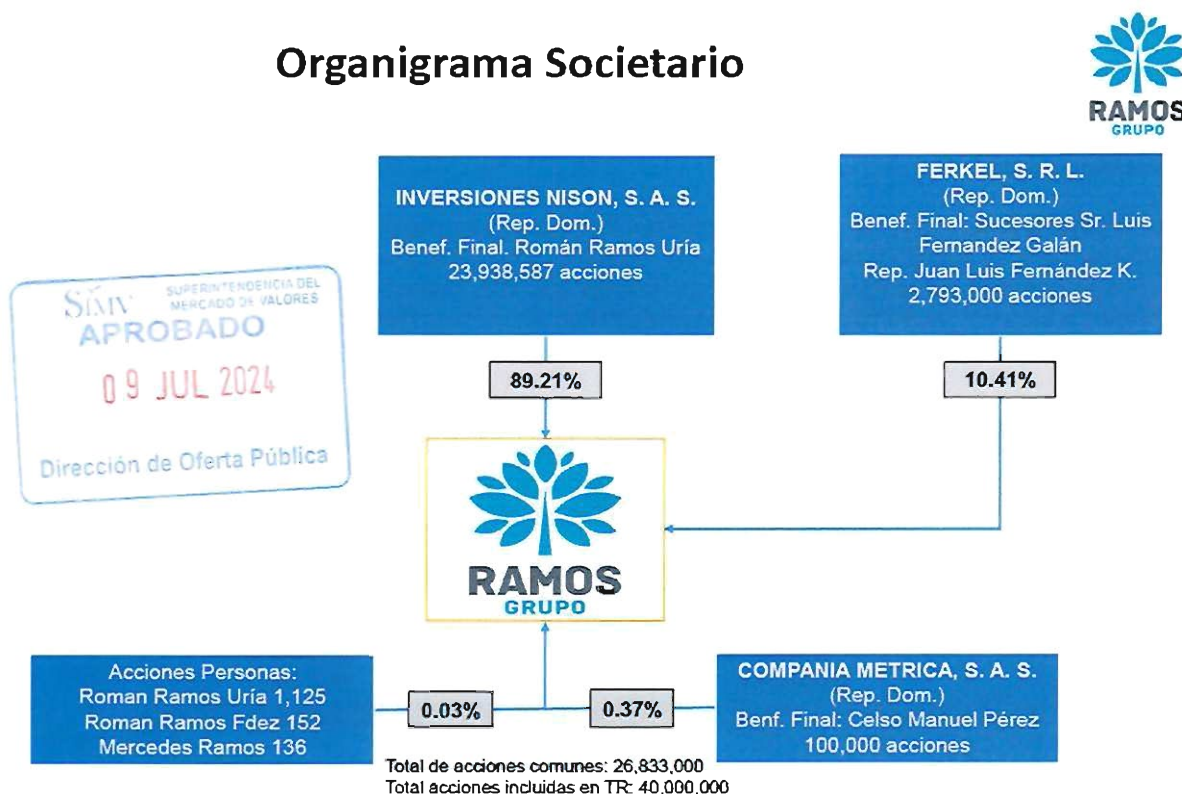 Organigrama Societario
RAMOS
GRUPO
INVERSIONES NISON, S. A. S.
(Rep. Dom.)
Benef. Final. Román Ramos Uría
23,938,587 acciones
FERKEL, S. R. L.
(Rep. Dom.)
Benef. Final: Sucesores Sr. Luis
Fernandez Galán
Rep. Juan Luis Fernández K.
2,793,000 acciones
SIMV
SUPERINTENDENCIA DEL
MERCADO DE VALORES
APROBADO
09 JUL 2024
Dirección de Oferta Pública
89.21%
10.41%
RAMOS
GRUPO
Acciones Personas:
Roman Ramos Uría 1,125
Roman Ramos Fdez 152
Mercedes Ramos 136
0.03%
0.37%
COMPANIA METRICA, S. A. S.
(Rep. Dom.)
Benf. Final: Celso Manuel Pérez
100,000 acciones
Total de acciones comunes: 26,833,000
Total acciones incluidas en TR: 40,000,000